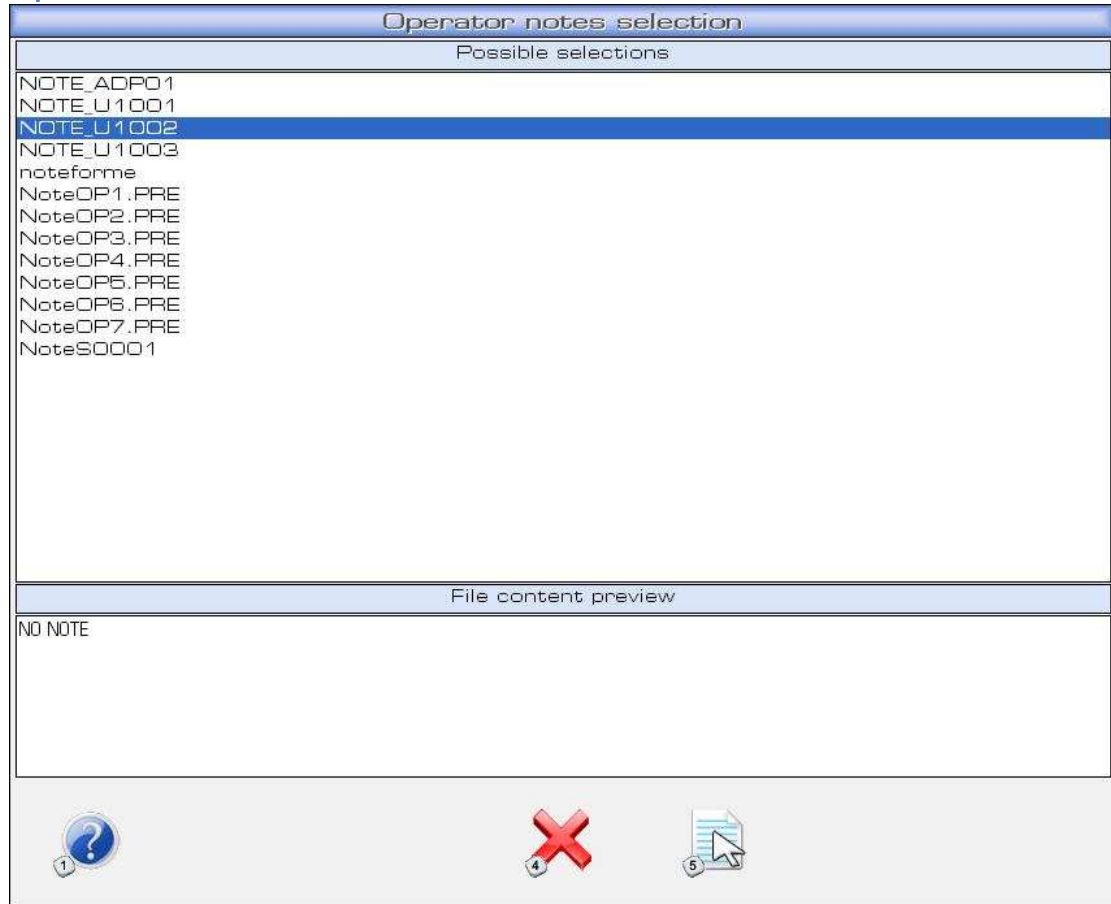 Operator notes selection
Possible selections
NOTE_ADP01
NOTE_U1001
NOTE_U1002
NOTE_U1003
noteforme
NoteOP1.PRE
NoteOP2.PRE
NoteOP3.PRE
NoteOP4.PRE
NoteOP5.PRE
NoteOP6.PRE
NoteOP7.PRE
NoteS0001
File content preview
NO NOTE
?
1
4
5